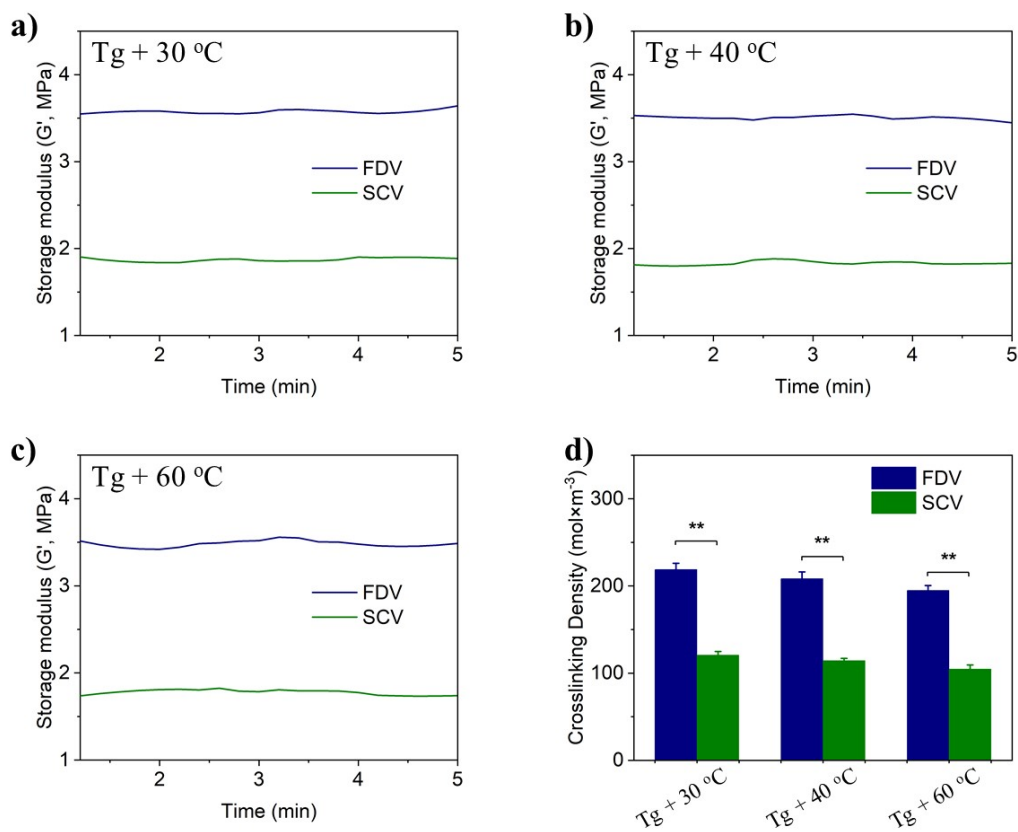 a)
Tg + 30 °C
4
3
2
1
Storage modulus (G', MPa)
FDV
SCV
2 3 4 5
Time (min)
b)
Tg + 40 °C
4
3
2
1
Storage modulus (G', MPa)
FDV
SCV
2 3 4 5
Time (min)
c)
Tg + 60 °C
4
3
2
1
Storage modulus (G', MPa)
FDV
SCV
2 3 4 5
Time (min)
d)
300
200
100
0
Crosslinking Density (mol×m⁻³)
FDV
SCV
** ** **
Tg + 30 °C Tg + 40 °C Tg + 60 °C